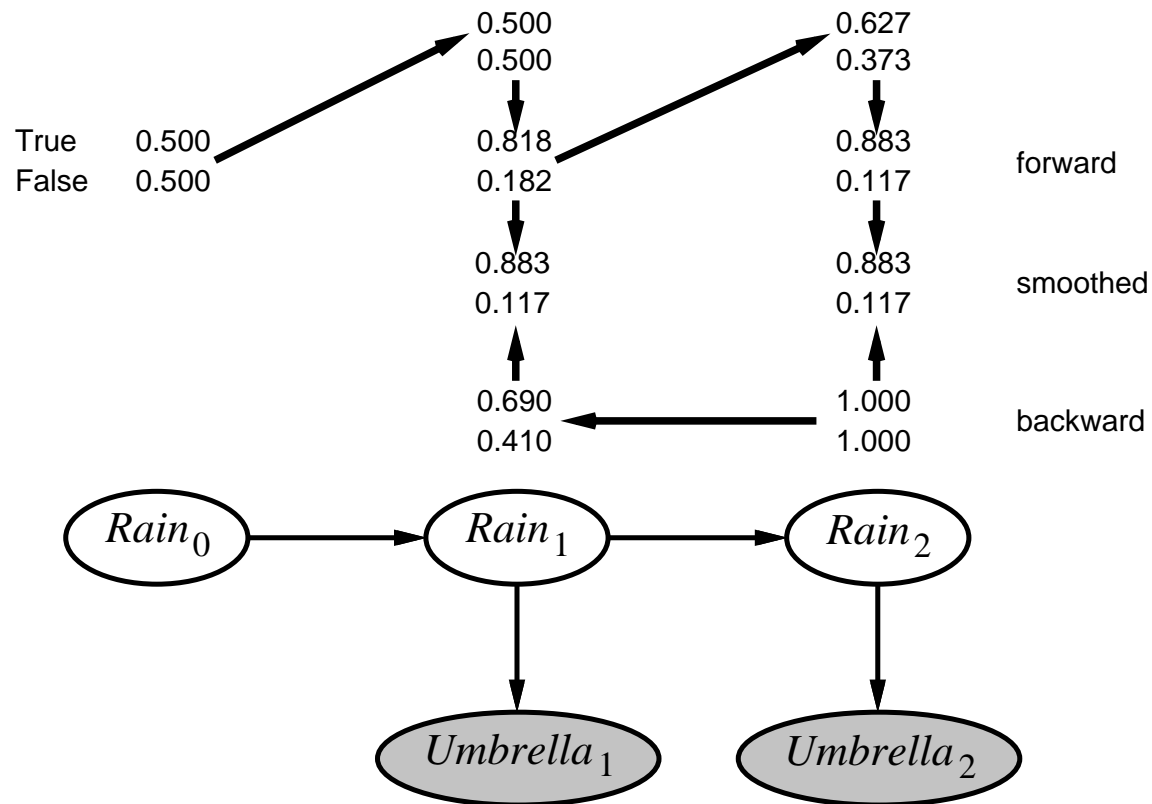 0.500 0.627
0.500 0.373
True 0.500 0.818 0.883
False 0.500 0.182 0.117 forward
0.883 0.883
0.117 0.117 smoothed
0.690 1.000
0.410 1.000 backward
Rain0 Rain1 Rain2
Umbrella1 Umbrella2